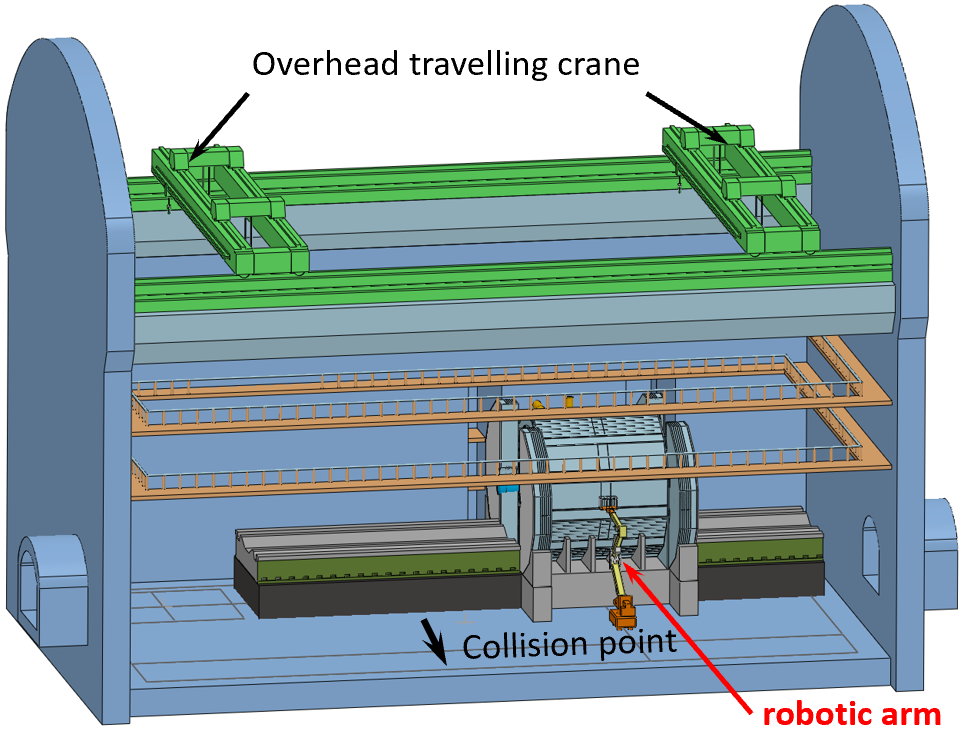 Overhead travelling crane
Collision point
robotic arm